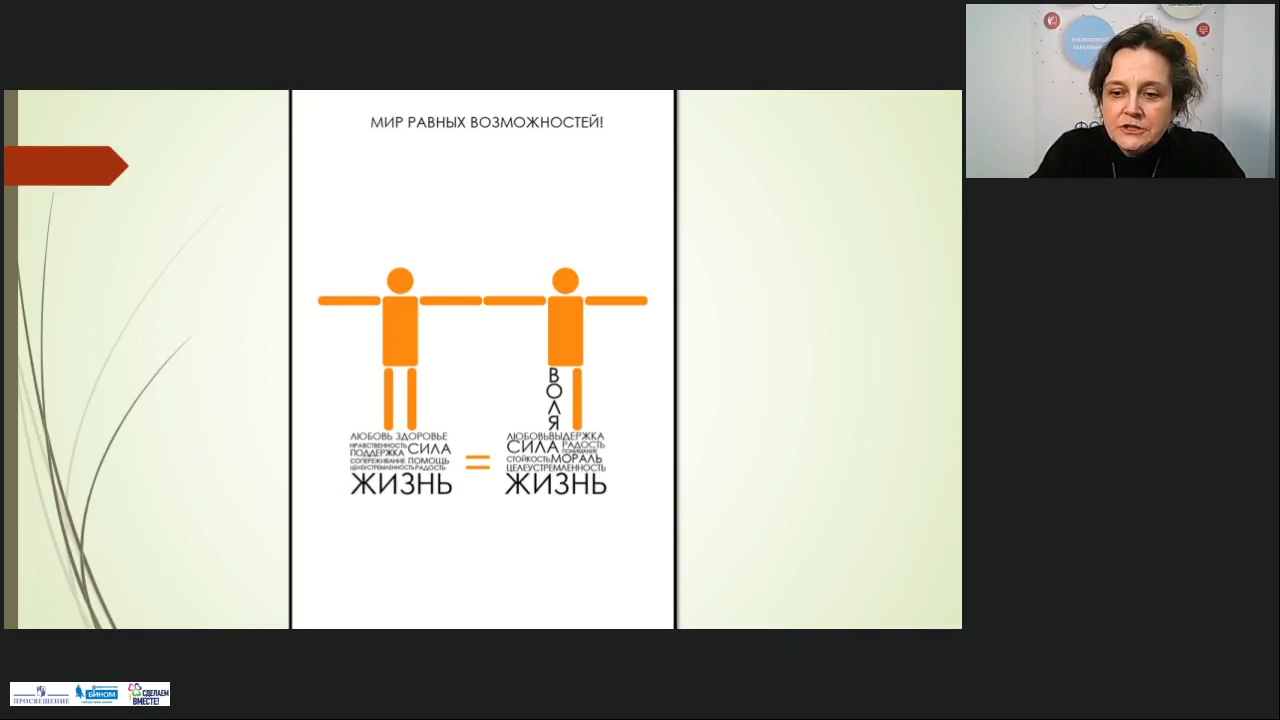 МИР РАВНЫХ ВОЗМОЖНОСТЕЙ!
ВОЛЯ
ЛЮБОВЬ ЗДОРОВЬЕ
НРАВСТВЕННОСТЬ
ПОДДЕРЖКА СИЛА
СОПЕРЕЖИВАНИЕ ПОМОЩЬ
ЦЕЛЕУСТРЕМЛЕННОСТЬ РАДОСТЬ
ЖИЗНЬ
=
ЛЮБОВЬ ВЫДЕРЖКА
СИЛА РАДОСТЬ
ПОНИМАНИЕ
СТОЙКОСТЬ МОРАЛЬ
ЦЕЛЕУСТРЕМЛЕННОСТЬ
ЖИЗНЬ
ПРОСВЕЩЕНИЕ
БИНОМ
СДЕЛАЕМ
ВМЕСТЕ!